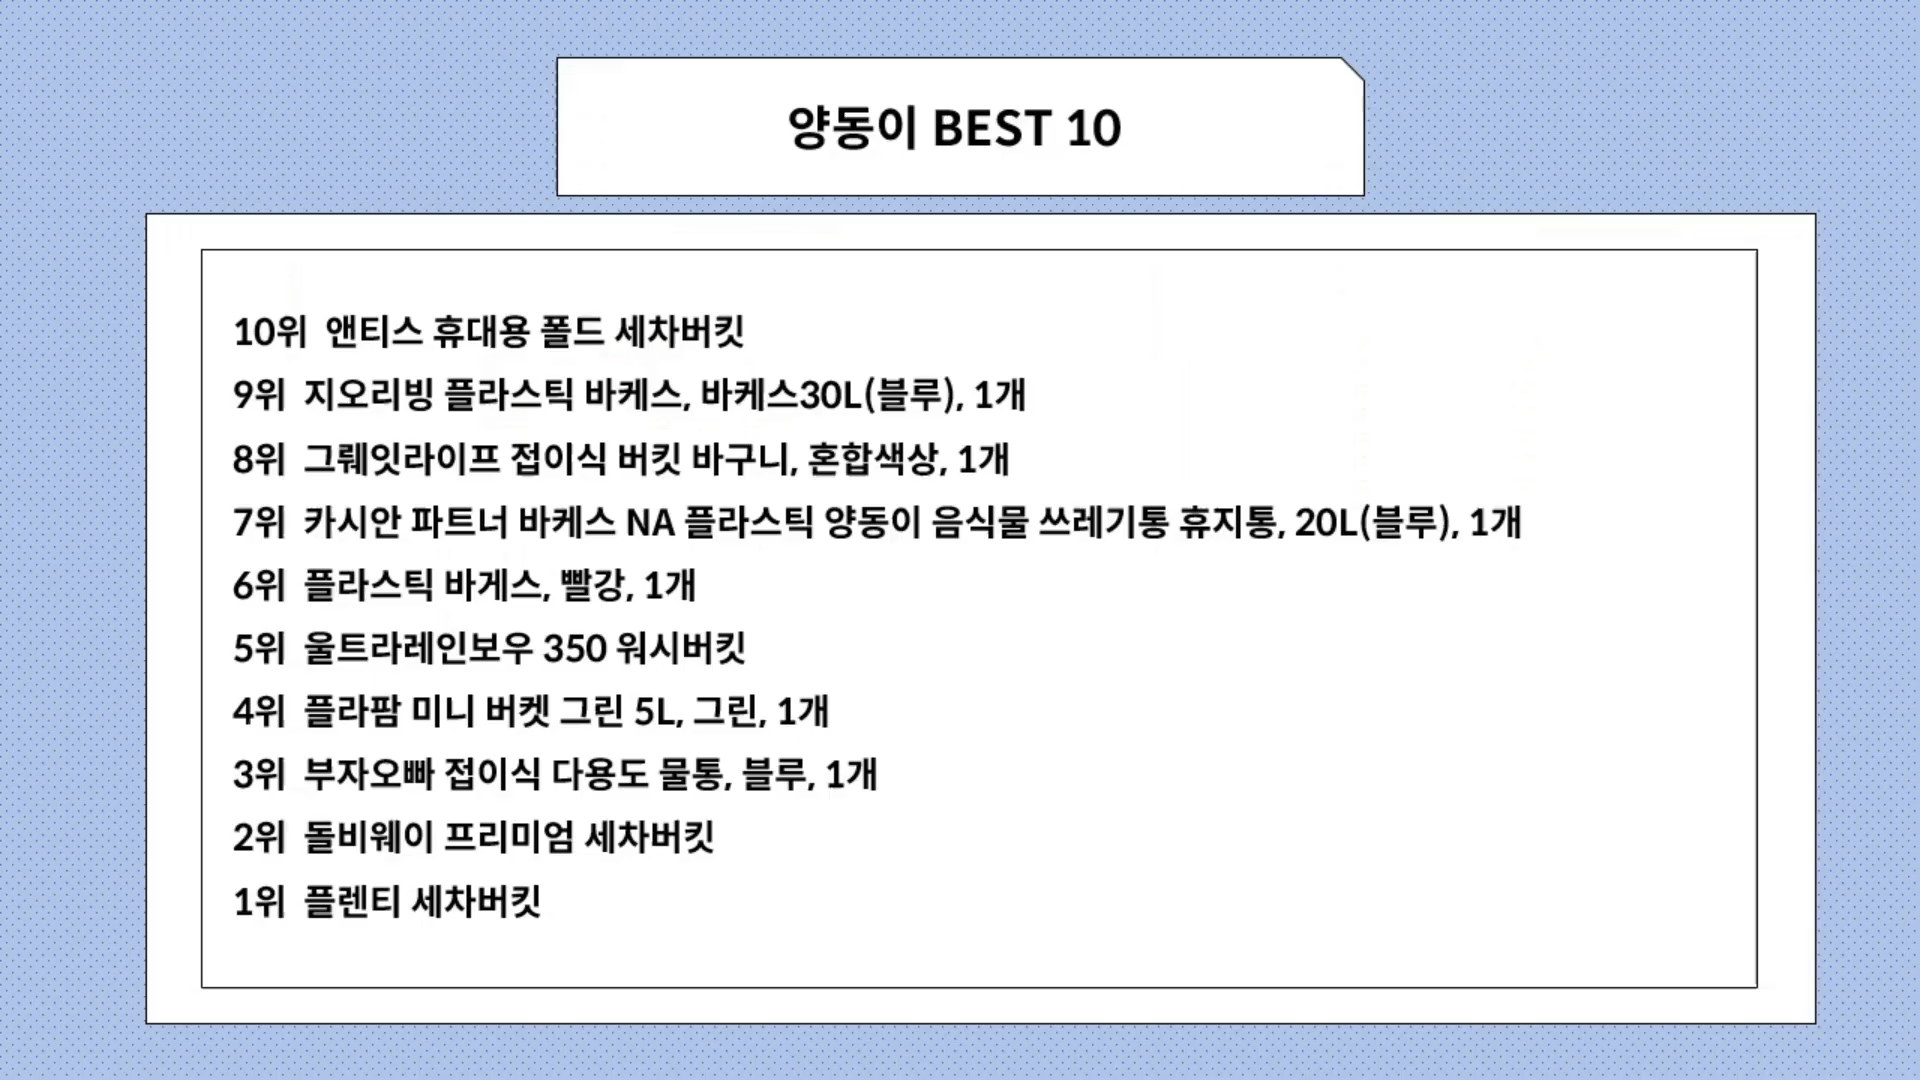 양동이 BEST 10
10위 앤티스 휴대용 폴드 세차버킷
9위 지오리빙 플라스틱 바케스, 바케스30L(블루), 1개
8위 그뤠잇라이프 접이식 버킷 바구니, 혼합색상, 1개
7위 카시안 파트너 바케스 NA 플라스틱 양동이 음식물 쓰레기통 휴지통, 20L(블루), 1개
6위 플라스틱 바게스, 빨강, 1개
5위 울트라레인보우 350 워시버킷
4위 플라팜 미니 버켓 그린 5L, 그린, 1개
3위 부자오빠 접이식 다용도 물통, 블루, 1개
2위 돌비웨이 프리미엄 세차버킷
1위 플렌티 세차버킷